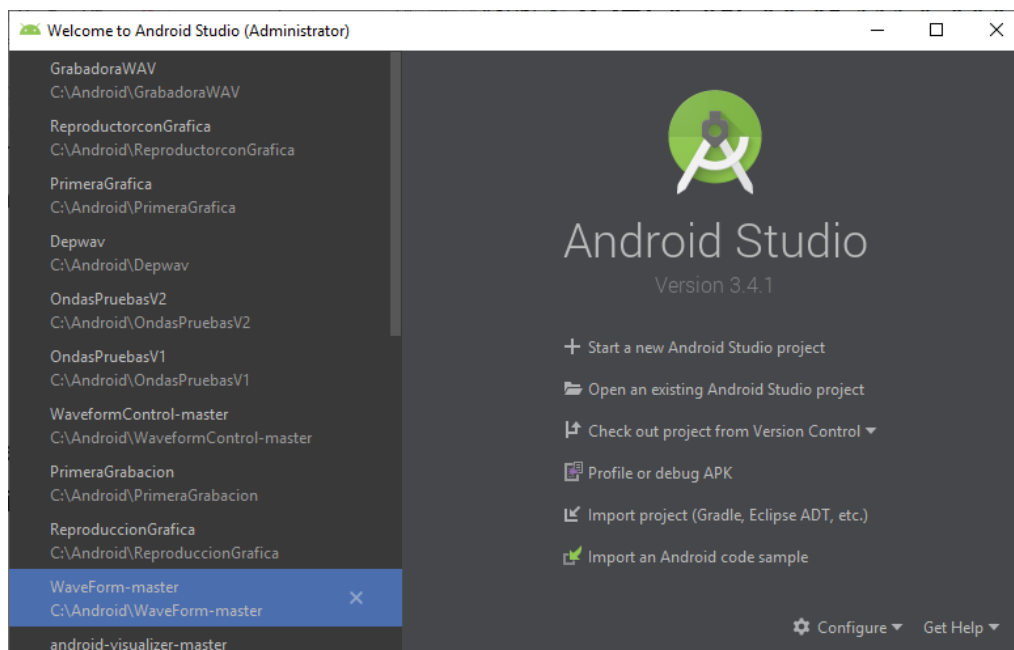 Welcome to Android Studio (Administrator)
GrabadoraWAV
C:\Android\GrabadoraWAV
ReproductorconGrafica
C:\Android\ReproductorconGrafica
PrimeraGrafica
C:\Android\PrimeraGrafica
Depwav
C:\Android\Depwav
OndasPruebasV2
C:\Android\OndasPruebasV2
OndasPruebasV1
C:\Android\OndasPruebasV1
WaveformControl-master
C:\Android\WaveformControl-master
PrimeraGrabacion
C:\Android\PrimeraGrabacion
ReproduccionGrafica
C:\Android\ReproduccionGrafica
WaveForm-master
C:\Android\WaveForm-master
android-visualizer-master
Android Studio
Version 3.4.1
Start a new Android Studio project
Open an existing Android Studio project
Check out project from Version Control
Profile or debug APK
Import project (Gradle, Eclipse ADT, etc.)
Import an Android code sample
Configure
Get Help